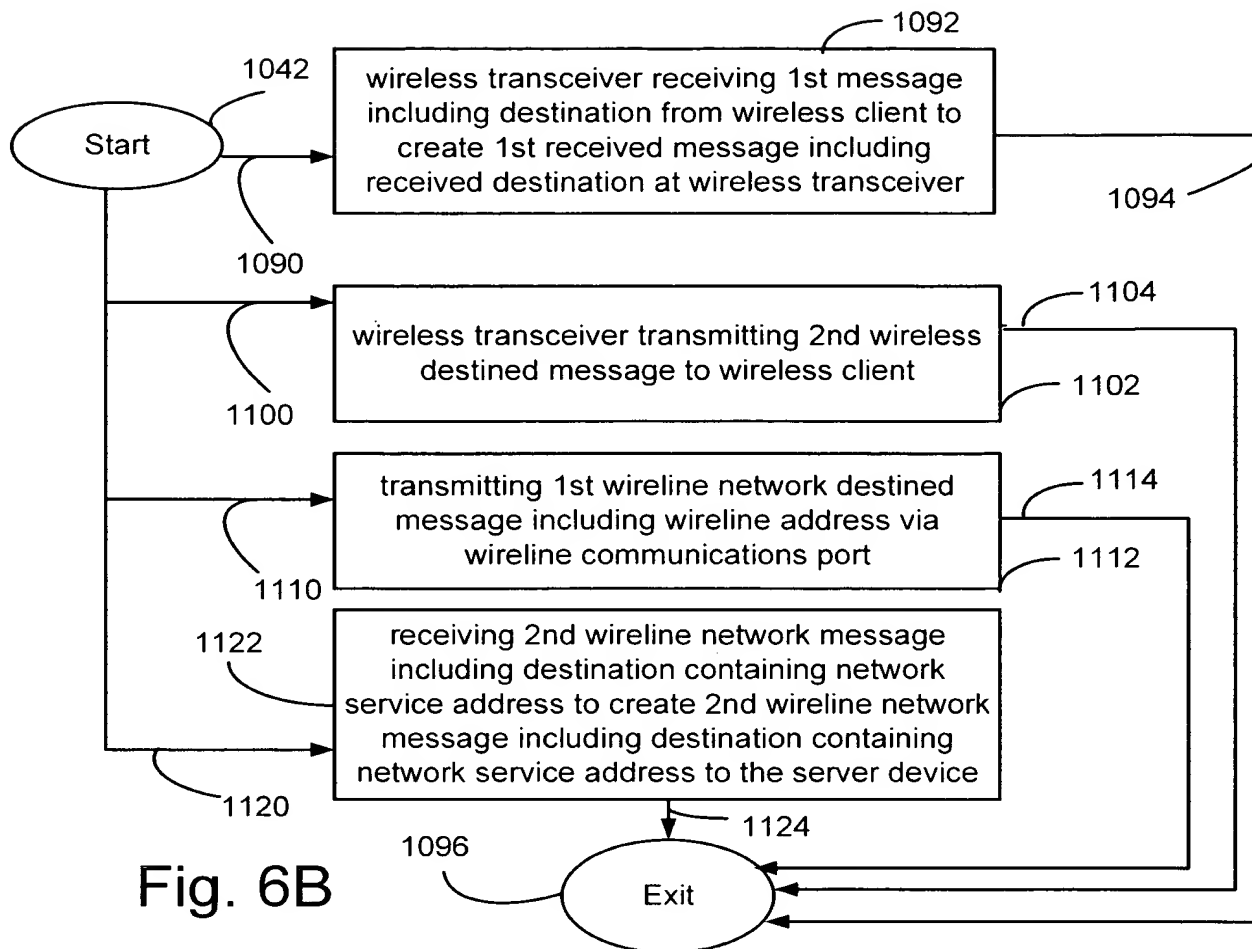 1092
1042
Start
wireless transceiver receiving 1st message
including destination from wireless client to
create 1st received message including
received destination at wireless transceiver
1094
1090
1104
wireless transceiver transmitting 2nd wireless
destined message to wireless client
1102
1100
1114
transmitting 1st wireline network destined
message including wireline address via
wireline communications port
1112
1110
1122
receiving 2nd wireline network message
including destination containing network
service address to create 2nd wireline network
message including destination containing
network service address to the server device
1120
1124
1096
Exit
Fig. 6B